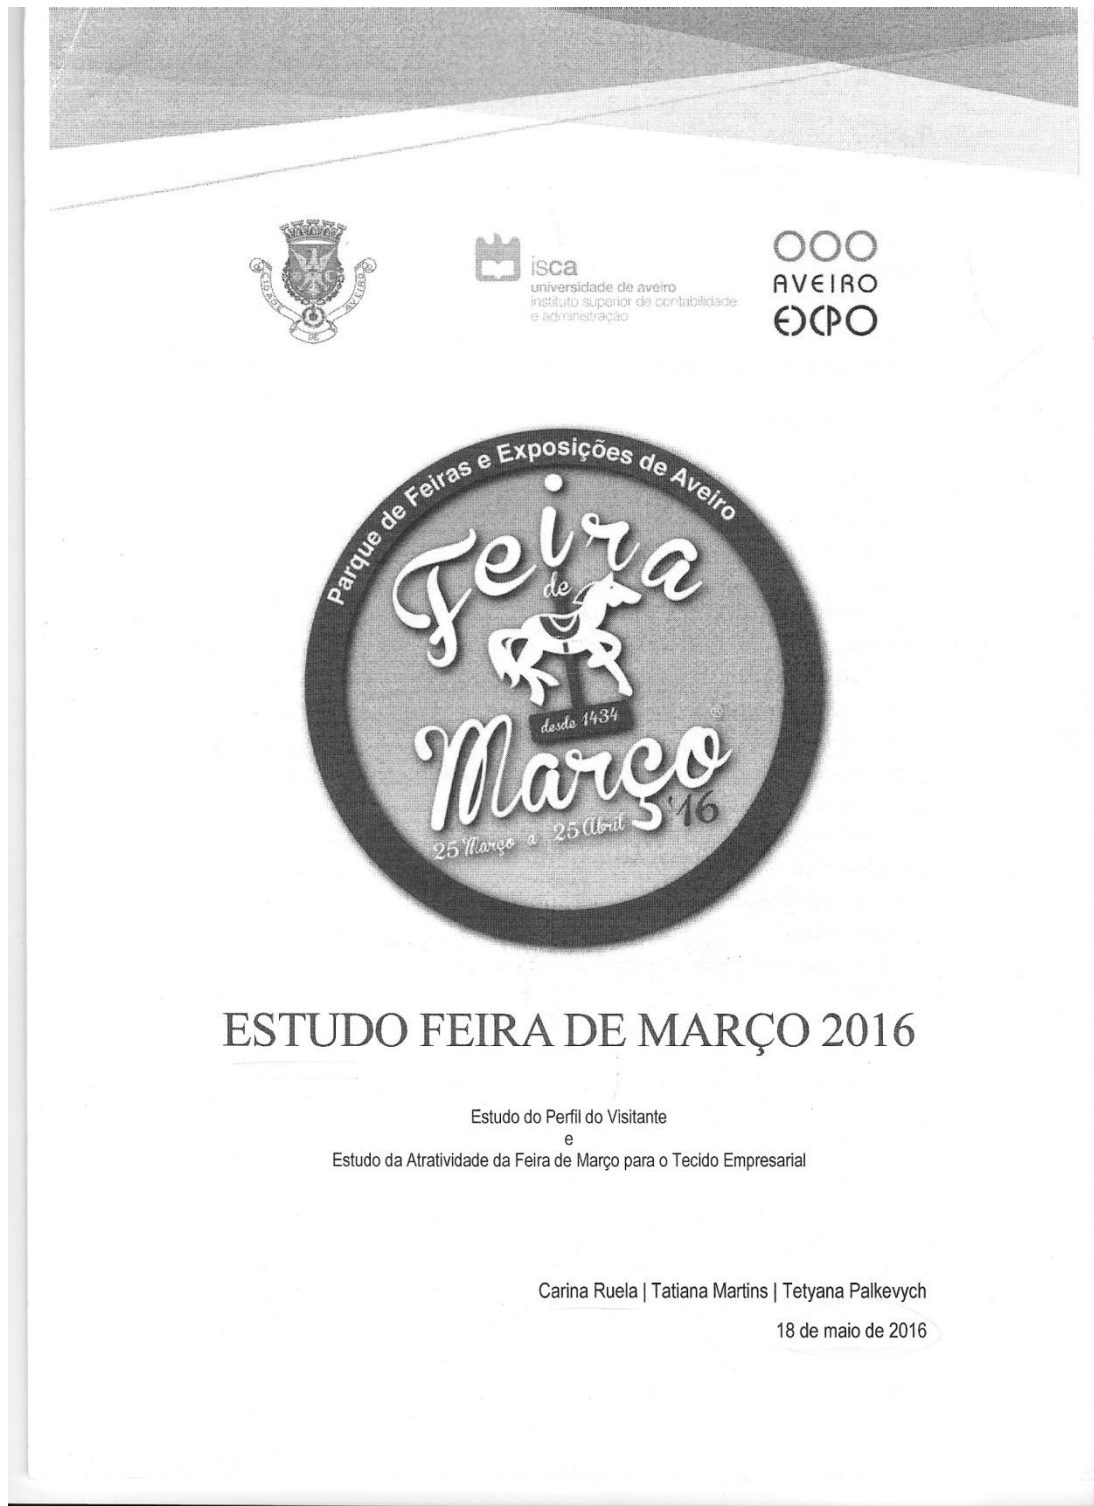 CIDADE DE AVEIRO
isca
universidade de aveiro
instituto superior de contabilidade
e administração
AVEIRO
EXPO
Parque de Feiras e Exposições de Aveiro
Feira
de
desde 1434
®
Março
'16
25 Março a 25 Abril
ESTUDO FEIRA DE MARÇO 2016
Estudo do Perfil do Visitante
e
Estudo da Atratividade da Feira de Março para o Tecido Empresarial
Carina Ruela | Tatiana Martins | Tetyana Palkevych
18 de maio de 2016